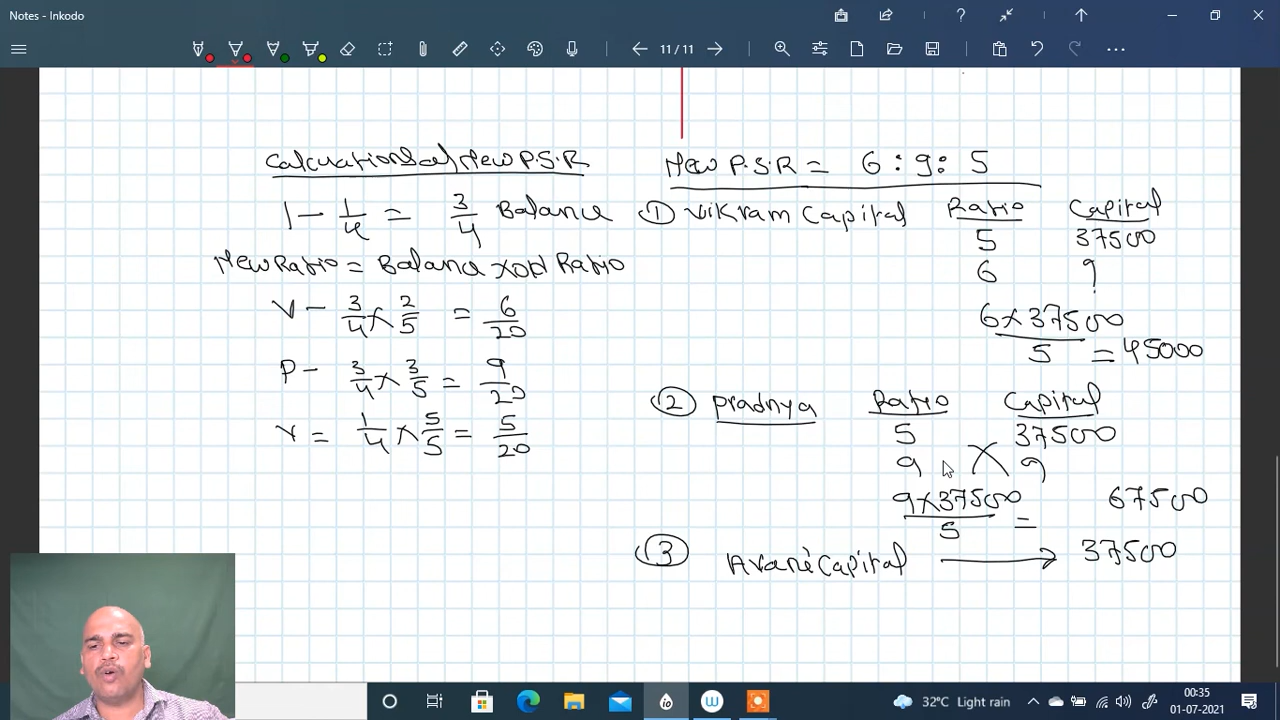 Notes - Inkodo
11/11
Calcuations of New P.S.R
1 - 1/4 = 3/4 Balance
New Ratio = Balance x old Ratio
V - 3/4 x 2/5 = 6/20
P - 3/4 x 3/5 = 9/20
1/4 x 5/5 = 5/20
New P.S.R = 6 : 9 : 5
① Vikram Capital Ratio Capital
5 37500
6 ?
6 x 37500
5 = 45000
② Pradnya Ratio Capital
5 37500
9 ?
9 x 37500 67500
5 =
③ Avani Capital → 37500
32°C Light rain
00:35
01-07-2021